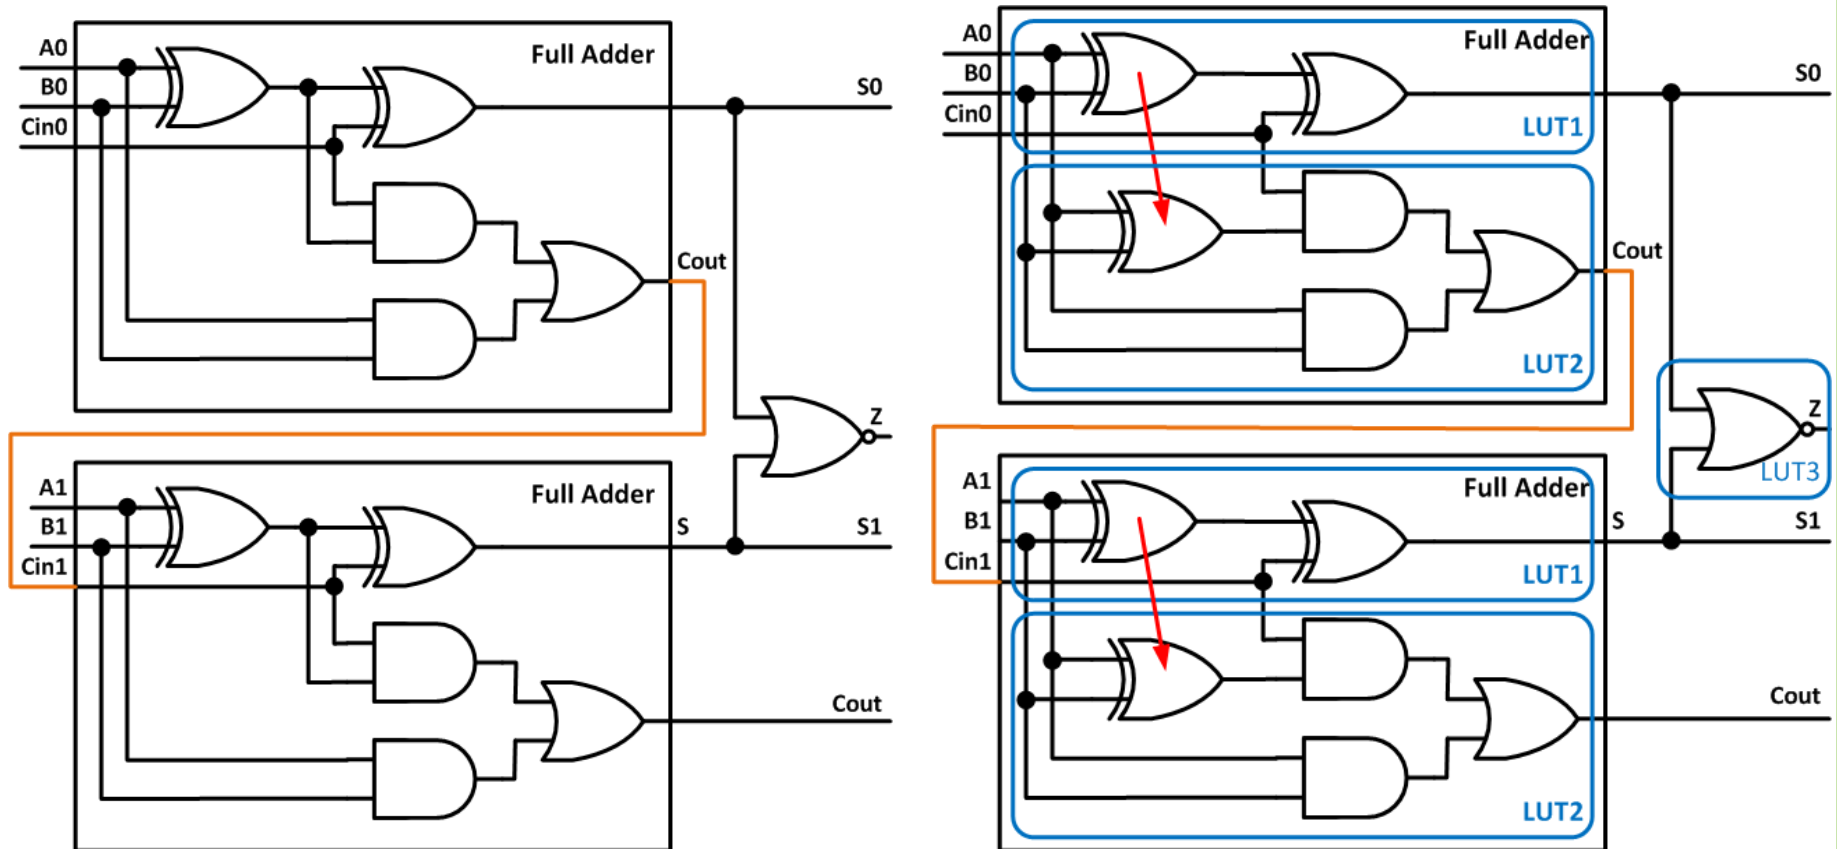 A0
Full Adder
B0
S0
Cin0
Cout
Z
A1
Full Adder
B1
S
S1
Cin1
Cout
A0
Full Adder
B0
S0
Cin0
LUT1
Cout
LUT2
Z
LUT3
A1
Full Adder
B1
S
S1
Cin1
LUT1
Cout
LUT2